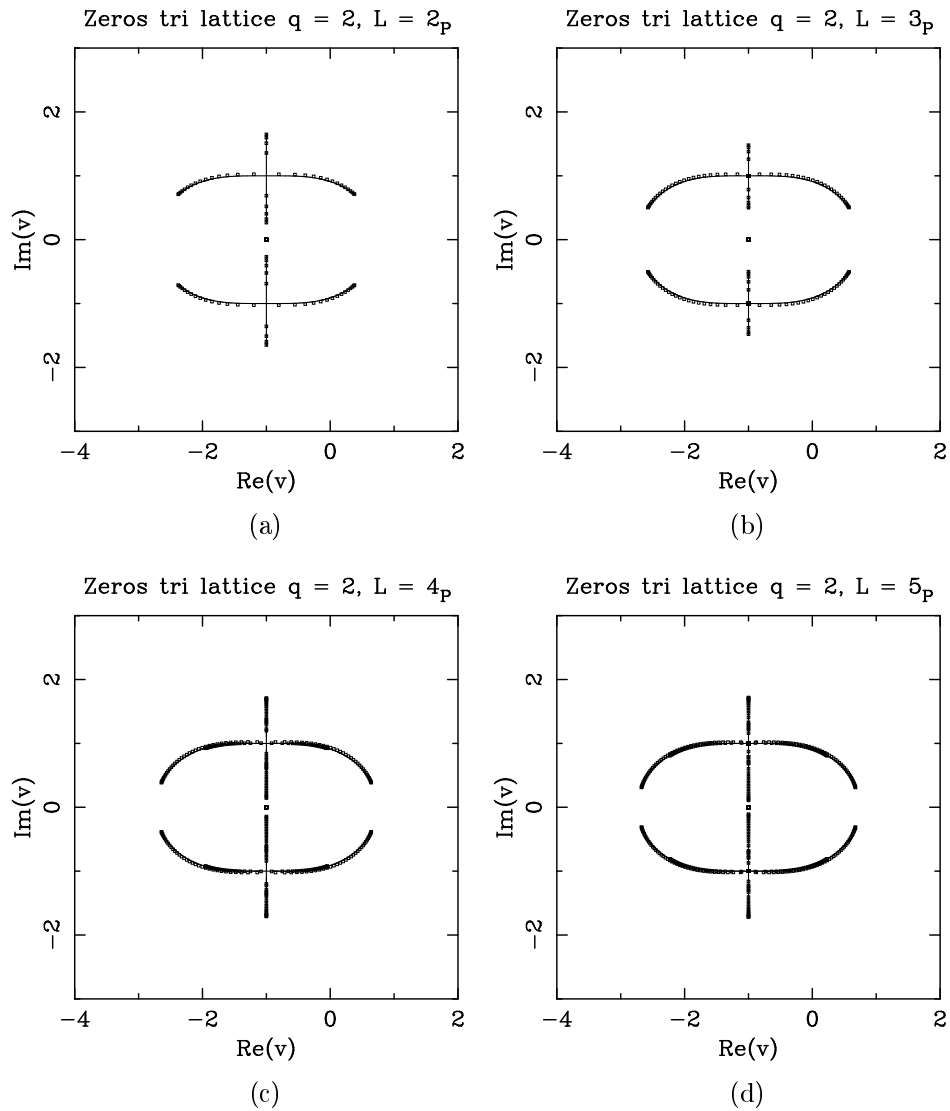 Zeros tri lattice q = 2, L = 2P
2
0
−2
Im(v)
−4 −2 0 2
Re(v)
(a)
Zeros tri lattice q = 2, L = 3P
2
0
−2
Im(v)
−4 −2 0 2
Re(v)
(b)
Zeros tri lattice q = 2, L = 4P
2
0
−2
Im(v)
−4 −2 0 2
Re(v)
(c)
Zeros tri lattice q = 2, L = 5P
2
0
−2
Im(v)
−4 −2 0 2
Re(v)
(d)